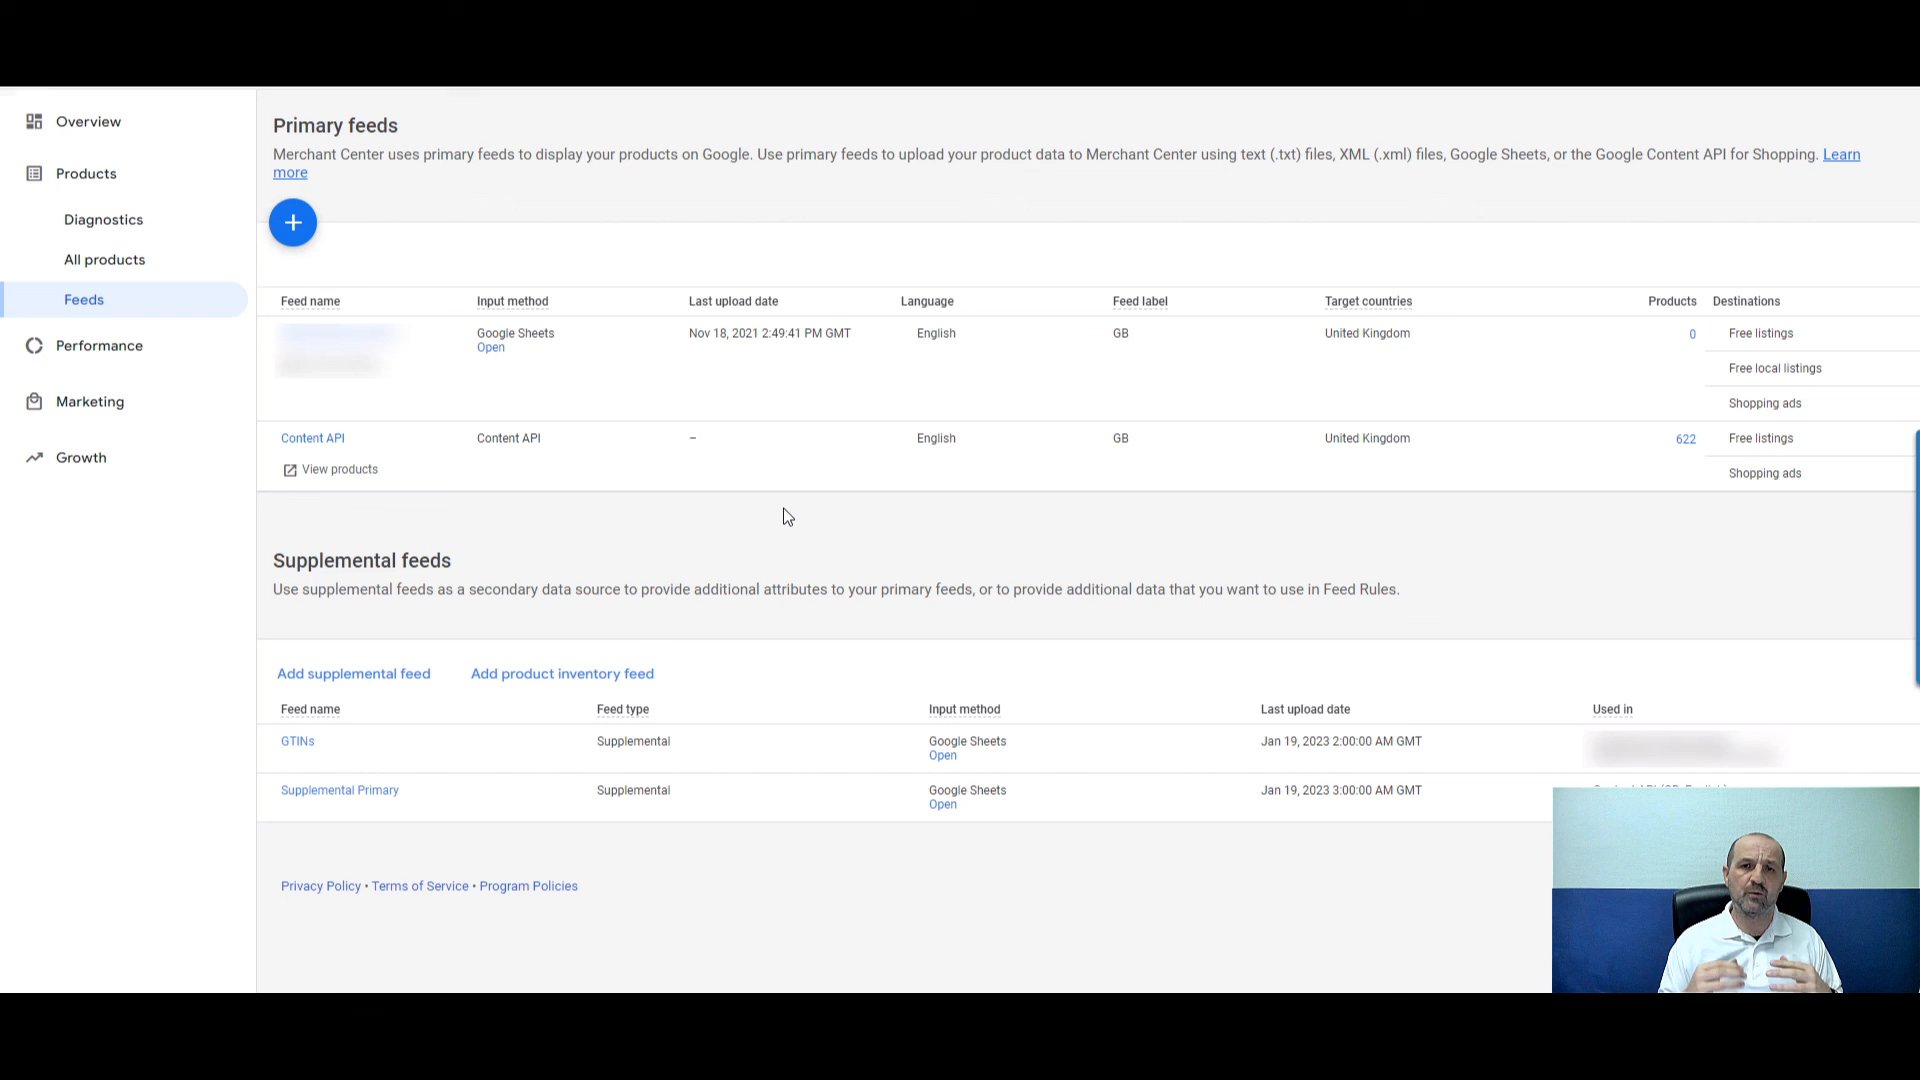 Overview
Products
Diagnostics
All products
Feeds
Performance
Marketing
Growth
Primary feeds
Merchant Center uses primary feeds to display your products on Google. Use primary feeds to upload your product data to Merchant Center using text (.txt) files, XML (.xml) files, Google Sheets, or the Google Content API for Shopping. Learn
more
+
Feed name Input method Last upload date Language Feed label Target countries Products Destinations
Google Sheets Nov 18, 2021 2:49:41 PM GMT English GB United Kingdom 0 Free listings
Open
Free local listings
Shopping ads
Content API Content API – English GB United Kingdom 622 Free listings
View products
Shopping ads
Supplemental feeds
Use supplemental feeds as a secondary data source to provide additional attributes to your primary feeds, or to provide additional data that you want to use in Feed Rules.
Add supplemental feed Add product inventory feed
Feed name Feed type Input method Last upload date Used in
GTINs Supplemental Google Sheets Jan 19, 2023 2:00:00 AM GMT
Open
Supplemental Primary Supplemental Google Sheets Jan 19, 2023 3:00:00 AM GMT
Open
Privacy Policy • Terms of Service • Program Policies